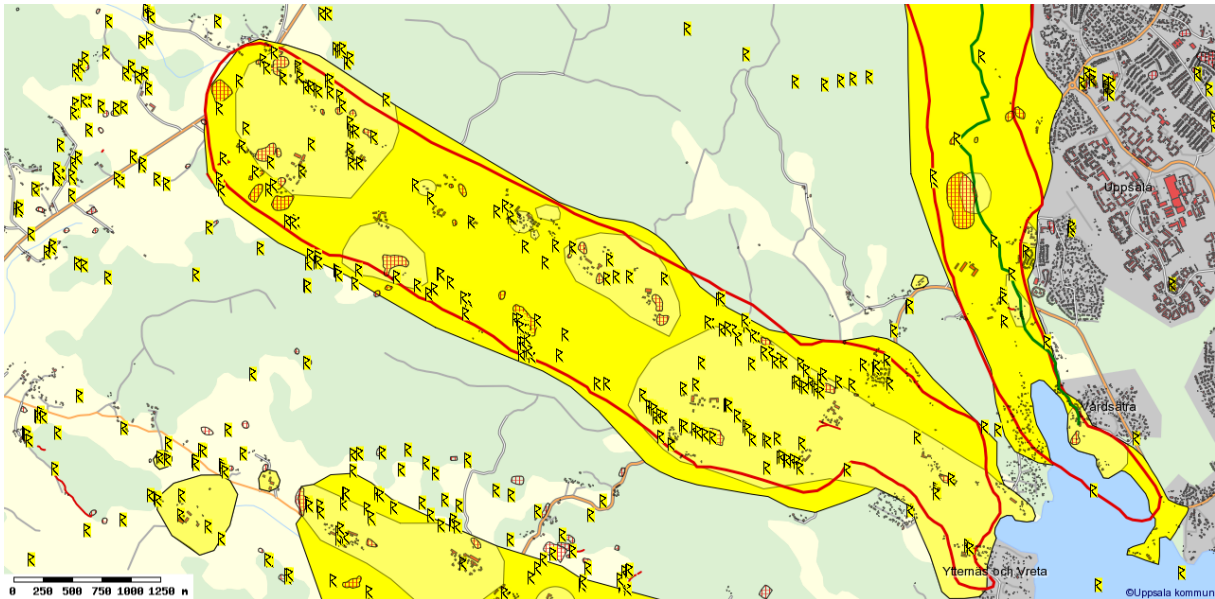 Uppsala
Vårdsätra
Ytternäs och Vreta
0 250 500 750 1000 1250 m
©Uppsala kommun